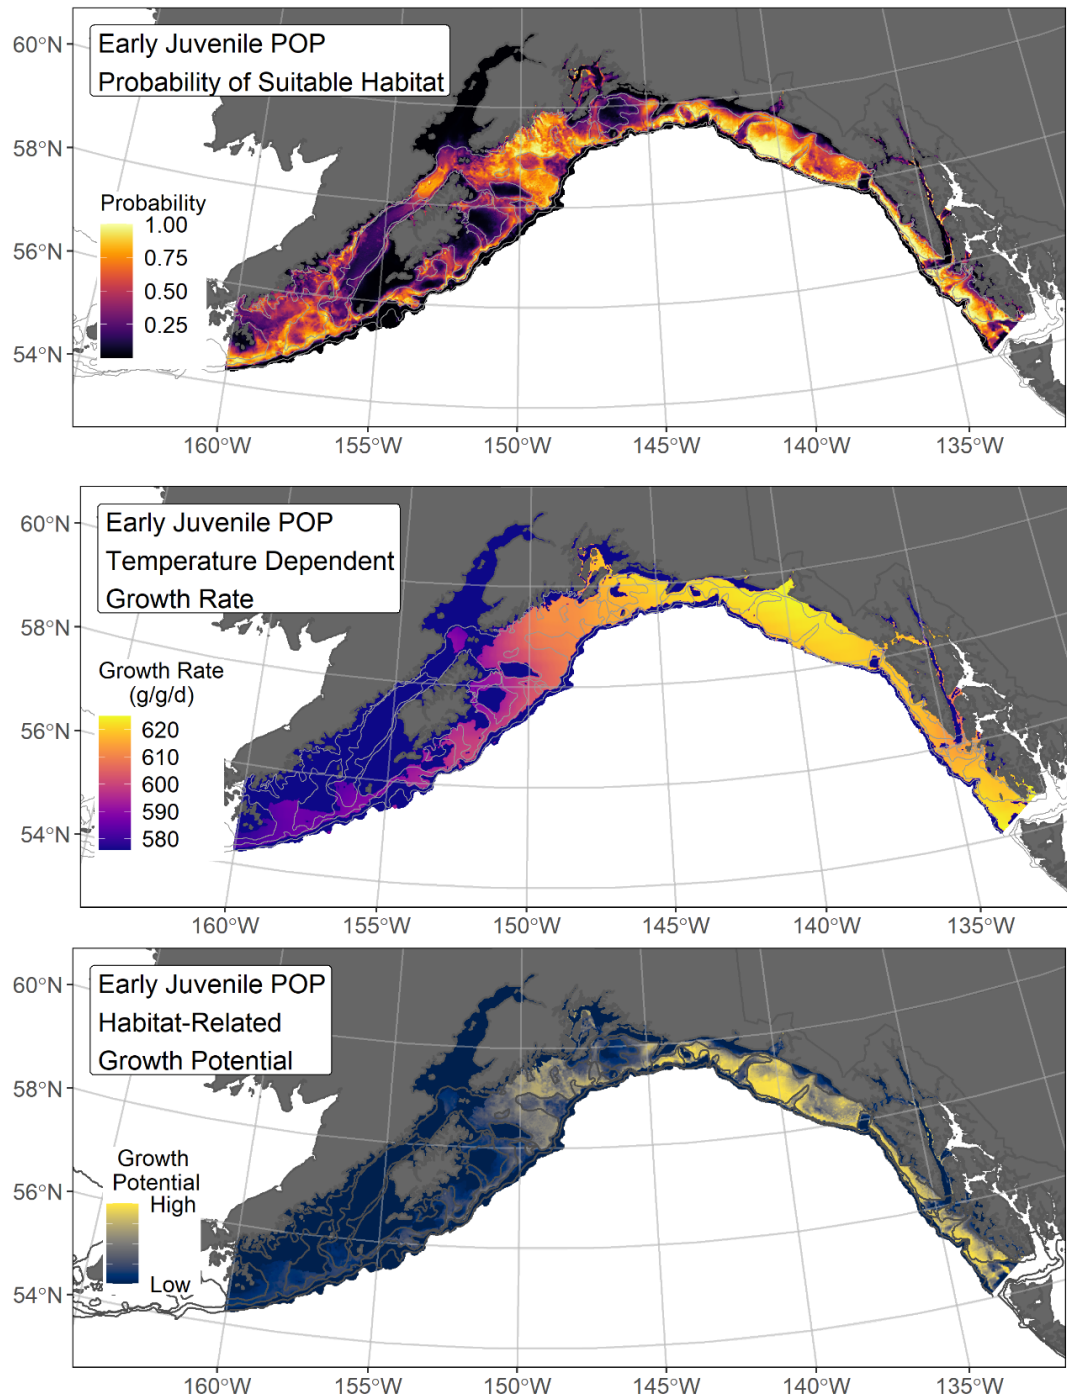 Early Juvenile POP
Probability of Suitable Habitat
60°N
58°N
56°N
54°N
Probability
1.00
0.75
0.50
0.25
160°W 155°W 150°W 145°W 140°W 135°W
Early Juvenile POP
Temperature Dependent
Growth Rate
60°N
58°N
56°N
54°N
Growth Rate
(g/g/d)
620
610
600
590
580
160°W 155°W 150°W 145°W 140°W 135°W
Early Juvenile POP
Habitat-Related
Growth Potential
60°N
58°N
56°N
54°N
Growth
Potential
High
Low
160°W 155°W 150°W 145°W 140°W 135°W